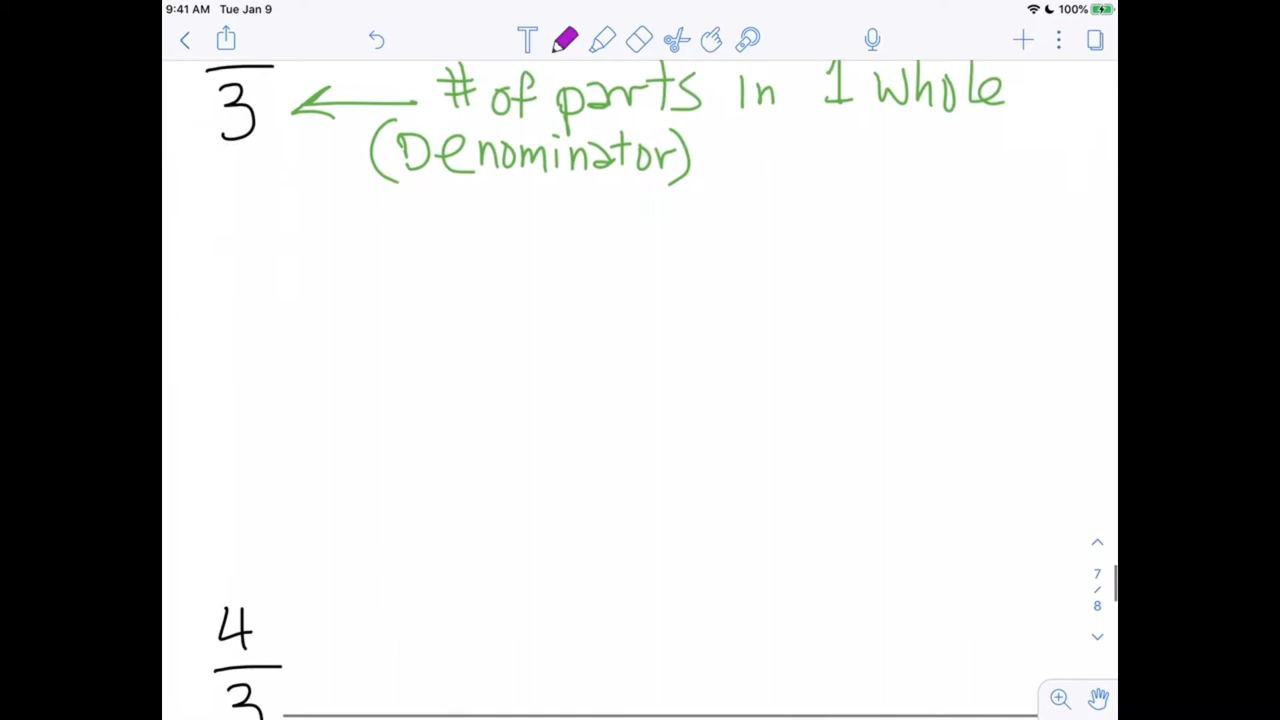 9:41 AM Tue Jan 9 100%
T
3 # of parts in 1 whole
(Denominator)
7
/
8
4
3